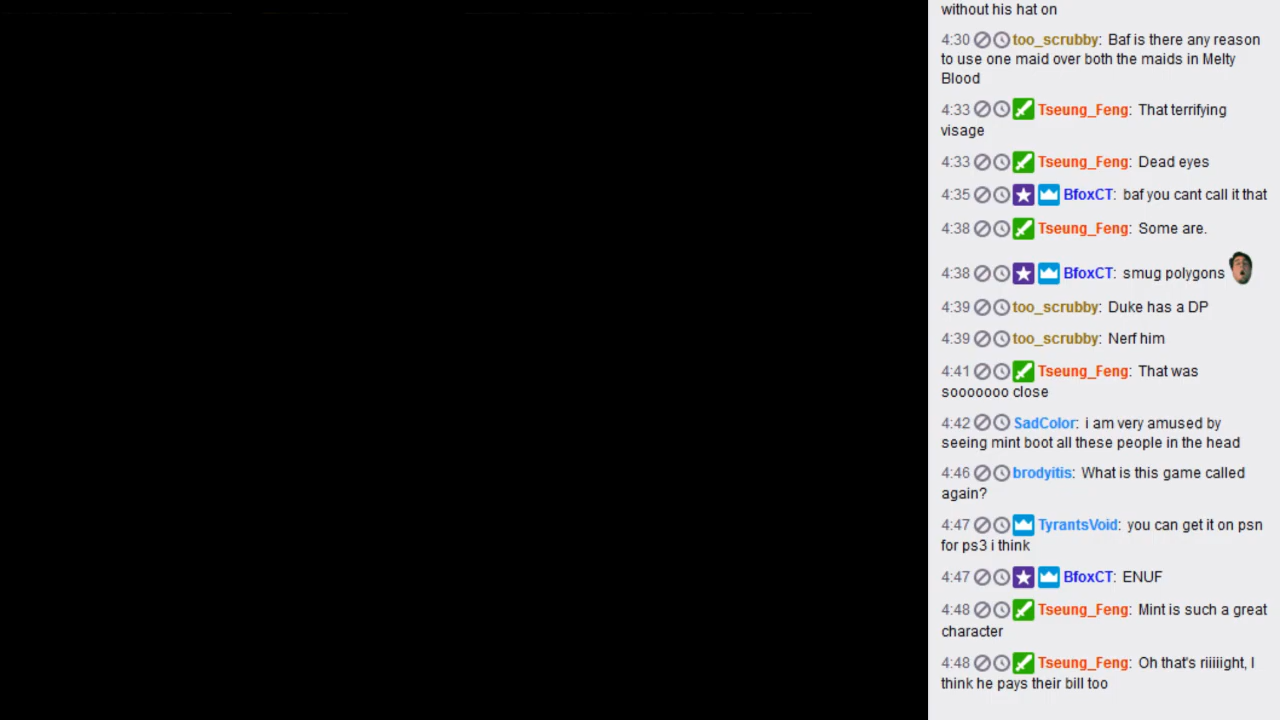 without his hat on
4:30 too_scrubby: Baf is there any reason
to use one maid over both the maids in Melty
Blood
4:33 Tseung_Feng: That terrifying
visage
4:33 Tseung_Feng: Dead eyes
4:35 BfoxCT: baf you cant call it that
4:38 Tseung_Feng: Some are.
4:38 BfoxCT: smug polygons
4:39 too_scrubby: Duke has a DP
4:39 too_scrubby: Nerf him
4:41 Tseung_Feng: That was
sooooooo close
4:42 SadColor: i am very amused by
seeing mint boot all these people in the head
4:46 brodyitis: What is this game called
again?
4:47 TyrantsVoid: you can get it on psn
for ps3 i think
4:47 BfoxCT: ENUF
4:48 Tseung_Feng: Mint is such a great
character
4:48 Tseung_Feng: Oh that's riiiiight, I
think he pays their bill too